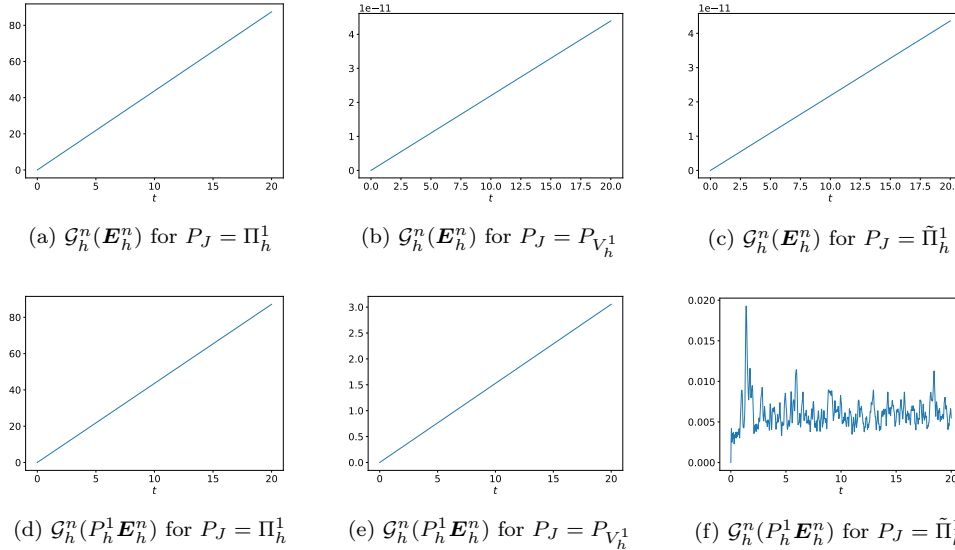 80
60
40
20
0
0
5
10
15
20
t
(a) 𝒢ₕⁿ(𝑬ₕⁿ) for P_J = Πₕ¹
1e−11
4
3
2
1
0
0.0 2.5 5.0 7.5 10.0 12.5 15.0 17.5 20.
t
(b) 𝒢ₕⁿ(𝑬ₕⁿ) for P_J = P_{Vₕ¹}
1e−11
4
3
2
1
0
0.0 2.5 5.0 7.5 10.0 12.5 15.0 17.5 20.
t
(c) 𝒢ₕⁿ(𝑬ₕⁿ) for P_J = Π̃ₕ¹
80
60
40
20
0
0 5 10 15 20
t
(d) 𝒢ₕⁿ(Pₕ¹𝑬ₕⁿ) for P_J = Πₕ¹
3.0
2.5
2.0
1.5
1.0
0.5
0.0
0 5 10 15 20
t
(e) 𝒢ₕⁿ(Pₕ¹𝑬ₕⁿ) for P_J = P_{Vₕ¹}
0.020
0.015
0.010
0.005
0.000
0 5 10 15 20
t
(f) 𝒢ₕⁿ(Pₕ¹𝑬ₕⁿ) for P_J = Π̃ₕ¹